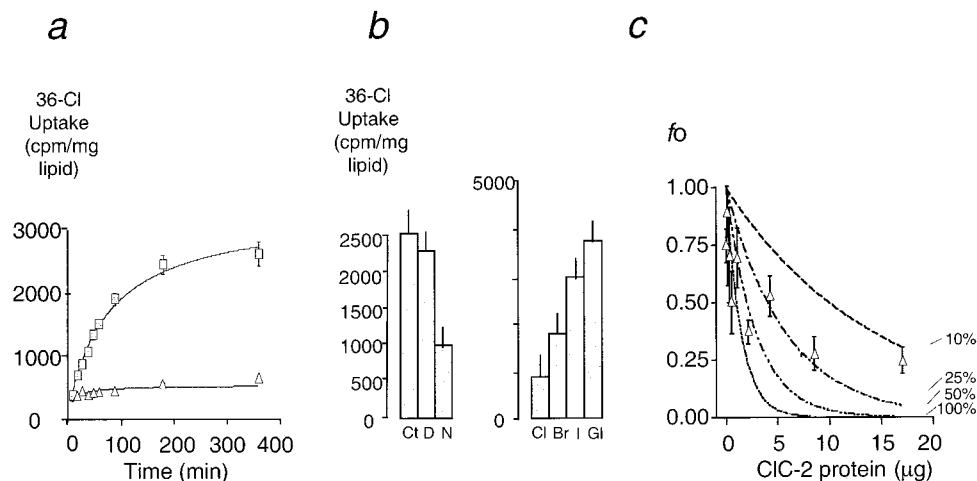 a
b
c
36-Cl
Uptake
(cpm/mg
lipid)
3000
2000
1000
0
0 100 200 300 400
Time (min)
36-Cl
Uptake
(cpm/mg
lipid)
2500
2000
1500
1000
500
0
Ct D N
5000
0
Cl Br I Gl
fo
1.00
0.75
0.50
0.25
0.00
10%
25%
50%
100%
0 5 10 15 20
ClC-2 protein (µg)